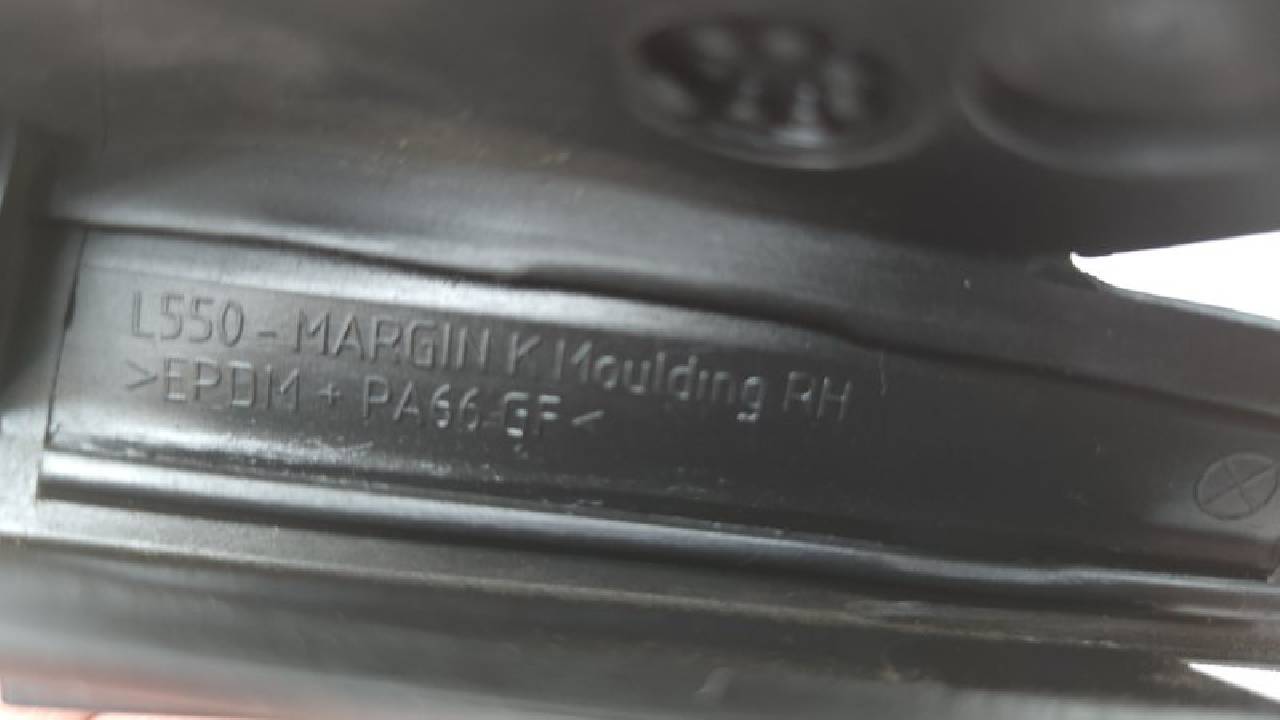 L550 - MARGIN K Moulding RH
>EPDM + PA66-GF<